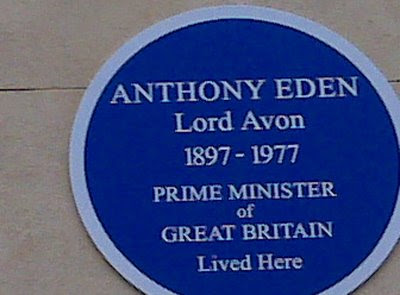 ANTHONY EDEN
Lord Avon
1897 - 1977
PRIME MINISTER
of
GREAT BRITAIN
Lived Here